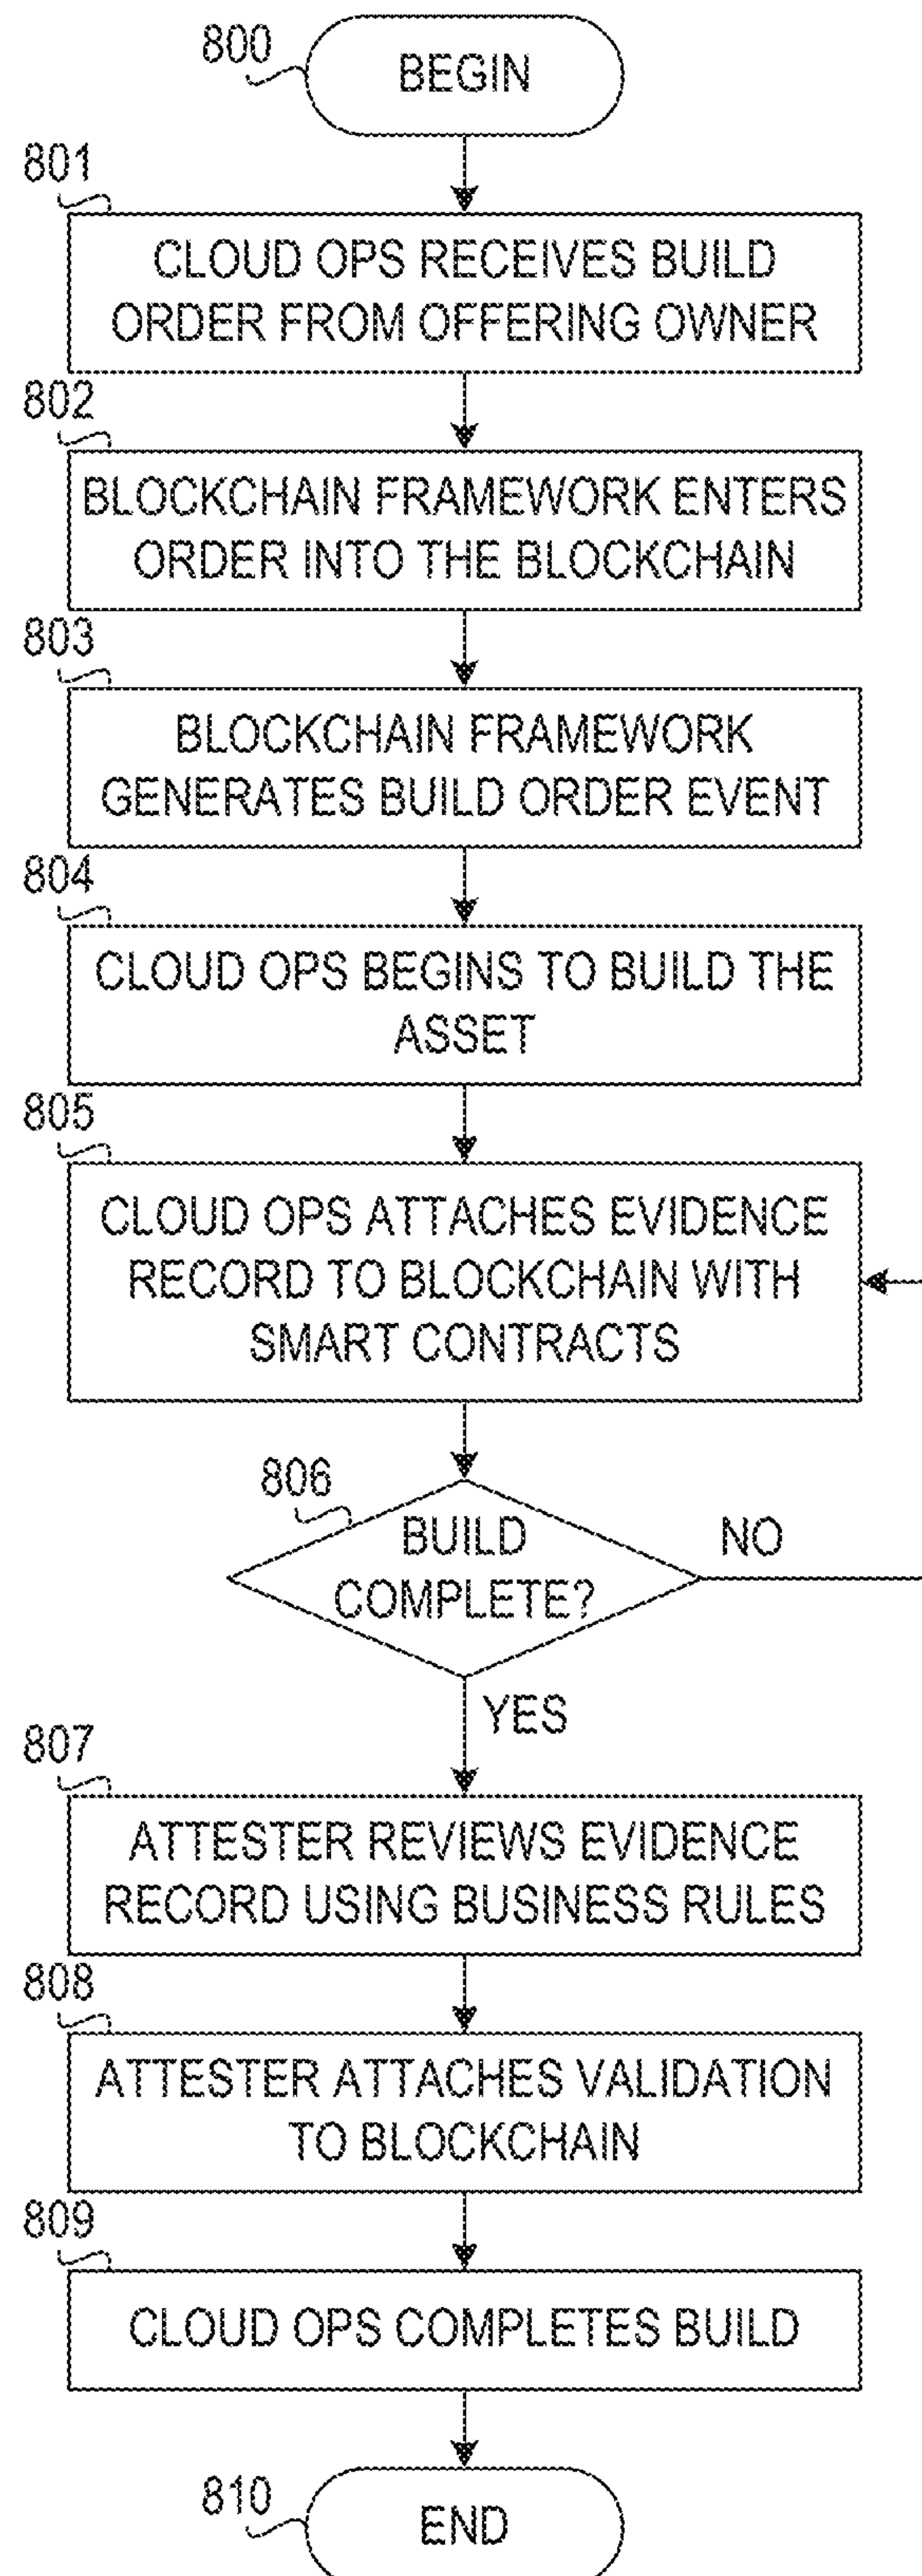 800
BEGIN
801
CLOUD OPS RECEIVES BUILD
ORDER FROM OFFERING OWNER
802
BLOCKCHAIN FRAMEWORK ENTERS
ORDER INTO THE BLOCKCHAIN
803
BLOCKCHAIN FRAMEWORK
GENERATES BUILD ORDER EVENT
804
CLOUD OPS BEGINS TO BUILD THE
ASSET
805
CLOUD OPS ATTACHES EVIDENCE
RECORD TO BLOCKCHAIN WITH
SMART CONTRACTS
806
BUILD
COMPLETE?
NO
YES
807
ATTESTER REVIEWS EVIDENCE
RECORD USING BUSINESS RULES
808
ATTESTER ATTACHES VALIDATION
TO BLOCKCHAIN
809
CLOUD OPS COMPLETES BUILD
810
END